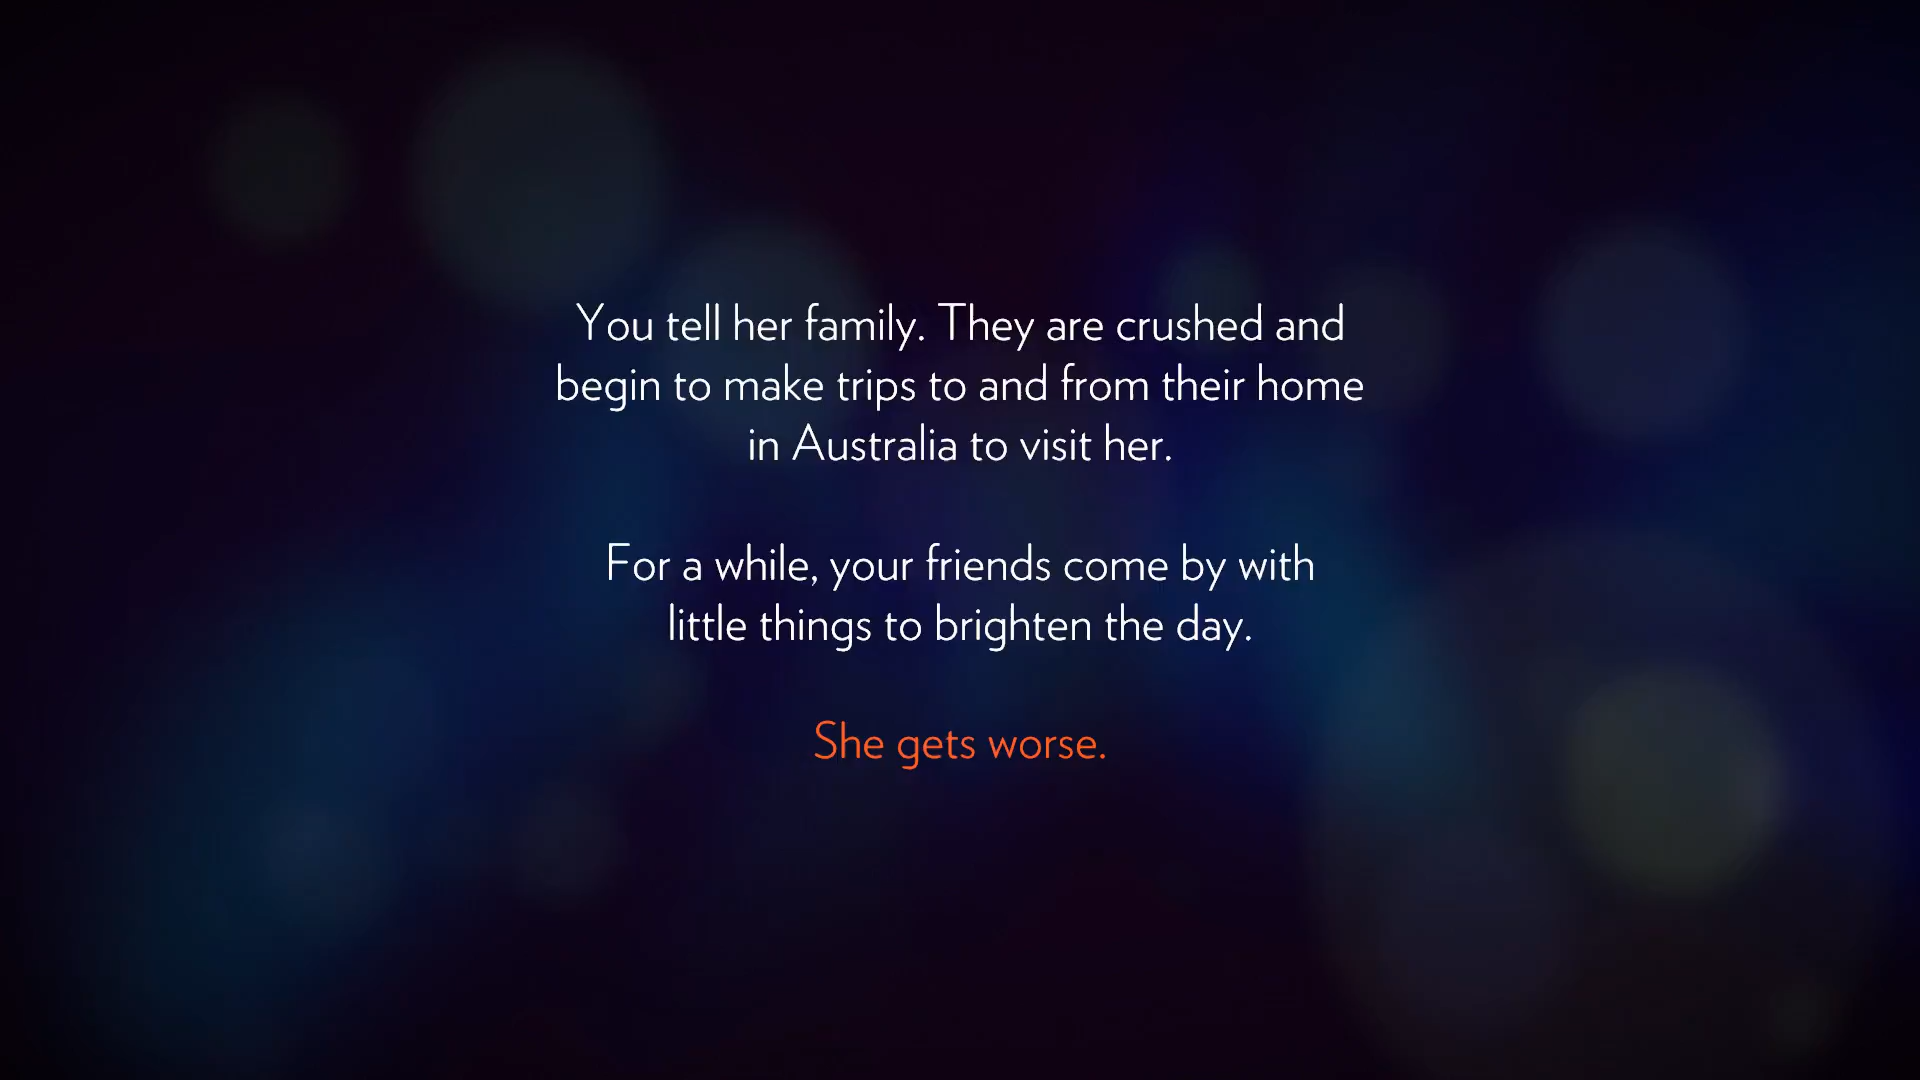 You tell her family. They are crushed and
begin to make trips to and from their home
in Australia to visit her.
For a while, your friends come by with
little things to brighten the day.
She gets worse.